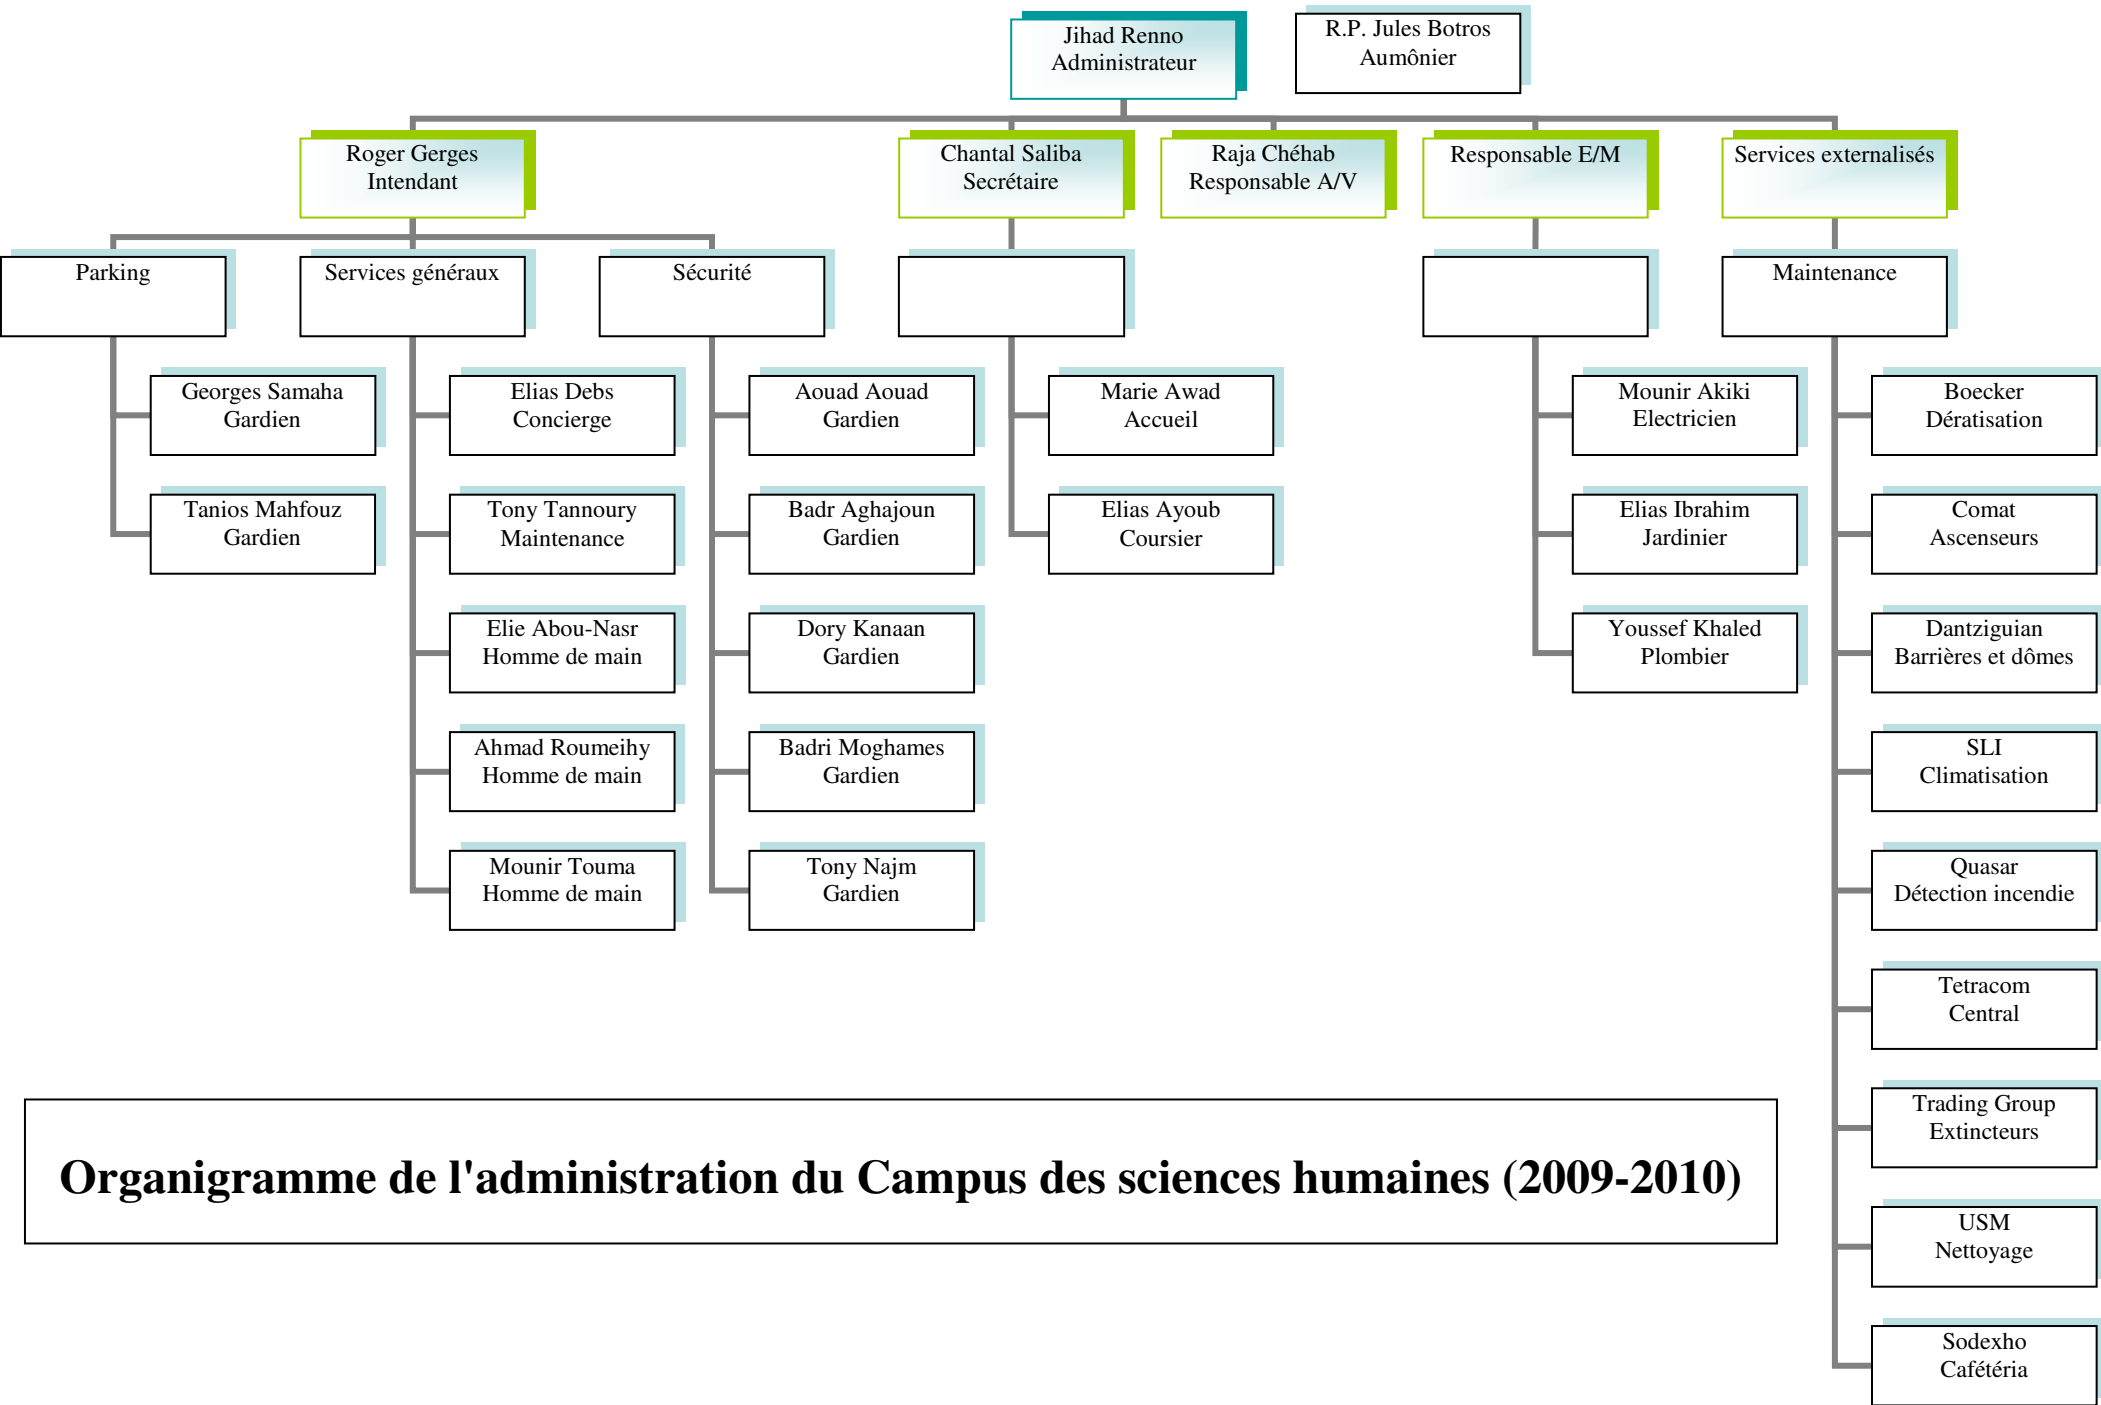 Jihad Renno
Administrateur
R.P. Jules Botros
Aumônier
Roger Gerges
Intendant
Chantal Saliba
Secrétaire
Raja Chéhab
Responsable A/V
Responsable E/M
Services externalisés
Parking
Services généraux
Sécurité
Maintenance
Georges Samaha
Gardien
Tanios Mahfouz
Gardien
Elias Debs
Concierge
Tony Tannoury
Maintenance
Elie Abou-Nasr
Homme de main
Ahmad Roumeihy
Homme de main
Mounir Touma
Homme de main
Aouad Aouad
Gardien
Badr Aghajoun
Gardien
Dory Kanaan
Gardien
Badri Moghames
Gardien
Tony Najm
Gardien
Marie Awad
Accueil
Elias Ayoub
Coursier
Mounir Akiki
Electricien
Elias Ibrahim
Jardinier
Youssef Khaled
Plombier
Boecker
Dératisation
Comat
Ascenseurs
Dantziguian
Barrières et dômes
SLI
Climatisation
Quasar
Détection incendie
Tetracom
Central
Trading Group
Extincteurs
USM
Nettoyage
Sodexho
Cafétéria
Organigramme de l'administration du Campus des sciences humaines (2009-2010)